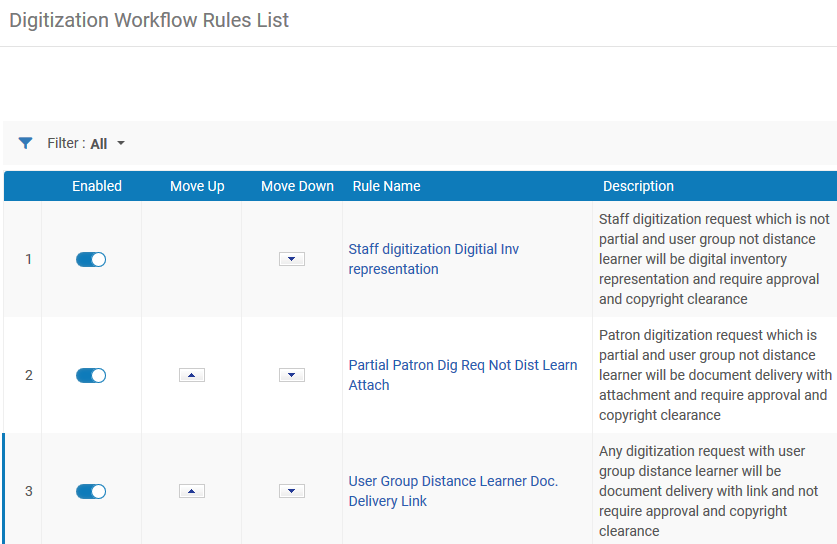 Digitization Workflow Rules List
Filter : All
Enabled Move Up Move Down Rule Name Description
1
Staff digitization Digitial Inv
representation
Staff digitization request which is not
partial and user group not distance
learner will be digital inventory
representation and require approval
and copyright clearance
2
Partial Patron Dig Req Not Dist Learn
Attach
Patron digitization request which is
partial and user group not distance
learner will be document delivery with
attachment and require approval and
copyright clearance
3
User Group Distance Learner Doc.
Delivery Link
Any digitization request with user
group distance learner will be
document delivery with link and not
require approval and copyright
clearance